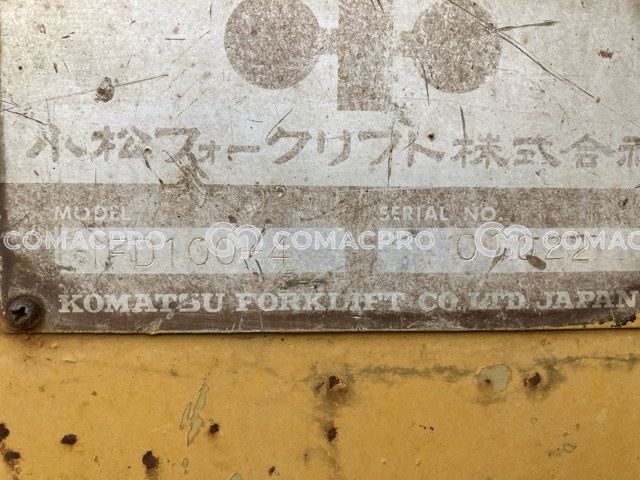 小松フォークリフト株式会社
MODEL SERIAL NO
COMACPRO COMACPRO COMACPRO
KOMATSU FORKLIFT CO., LTD. JAPAN